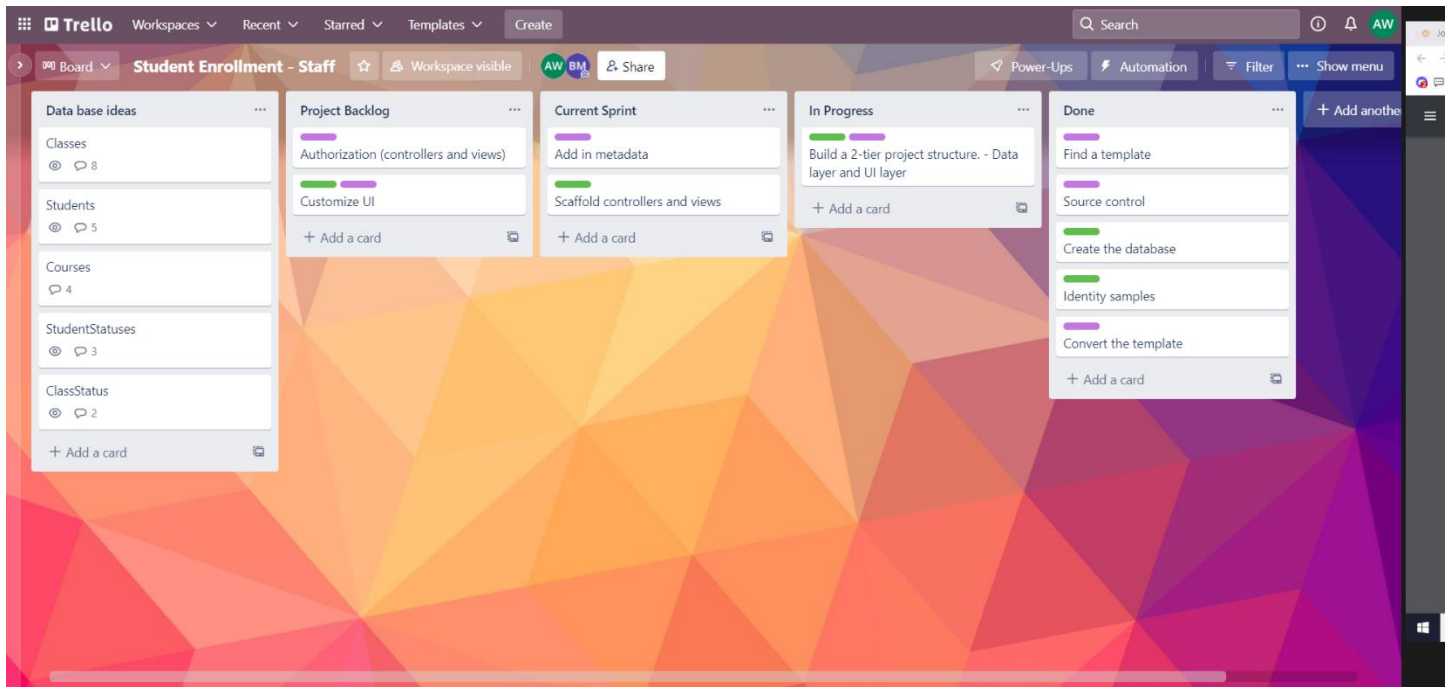 Trello Workspaces Recent Starred Templates Create Search AW
Board Student Enrollment - Staff Workspace visible AW BM Share Power-Ups Automation Filter Show menu
Data base ideas
Classes
8
Students
5
Courses
4
StudentStatuses
3
ClassStatus
2
+ Add a card
Project Backlog
Authorization (controllers and views)
Customize UI
+ Add a card
Current Sprint
Add in metadata
Scaffold controllers and views
+ Add a card
In Progress
Build a 2-tier project structure. - Data
layer and UI layer
+ Add a card
Done
Find a template
Source control
Create the database
Identity samples
Convert the template
+ Add a card
+ Add anothe